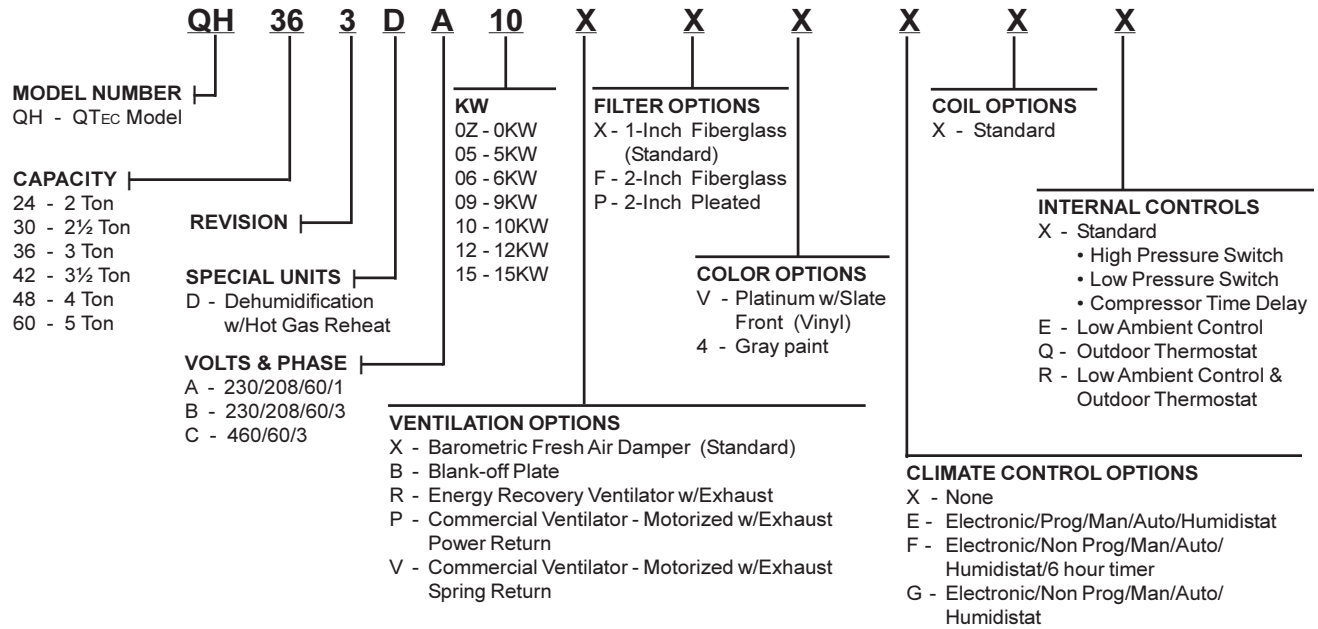 QH 36 3 D A 10 X X X X X X
MODEL NUMBER
QH - QTEC Model
CAPACITY
24 - 2 Ton
30 - 2½ Ton
36 - 3 Ton
42 - 3½ Ton
48 - 4 Ton
60 - 5 Ton
REVISION
SPECIAL UNITS
D - Dehumidification
w/Hot Gas Reheat
VOLTS & PHASE
A - 230/208/60/1
B - 230/208/60/3
C - 460/60/3
KW
0Z - 0KW
05 - 5KW
06 - 6KW
09 - 9KW
10 - 10KW
12 - 12KW
15 - 15KW
VENTILATION OPTIONS
X - Barometric Fresh Air Damper (Standard)
B - Blank-off Plate
R - Energy Recovery Ventilator w/Exhaust
P - Commercial Ventilator - Motorized w/Exhaust
Power Return
V - Commercial Ventilator - Motorized w/Exhaust
Spring Return
FILTER OPTIONS
X - 1-Inch Fiberglass
(Standard)
F - 2-Inch Fiberglass
P - 2-Inch Pleated
COLOR OPTIONS
V - Platinum w/Slate
Front (Vinyl)
4 - Gray paint
CLIMATE CONTROL OPTIONS
X - None
E - Electronic/Prog/Man/Auto/Humidistat
F - Electronic/Non Prog/Man/Auto/
Humidistat/6 hour timer
G - Electronic/Non Prog/Man/Auto/
Humidistat
COIL OPTIONS
X - Standard
INTERNAL CONTROLS
X - Standard
• High Pressure Switch
• Low Pressure Switch
• Compressor Time Delay
E - Low Ambient Control
Q - Outdoor Thermostat
R - Low Ambient Control &
Outdoor Thermostat